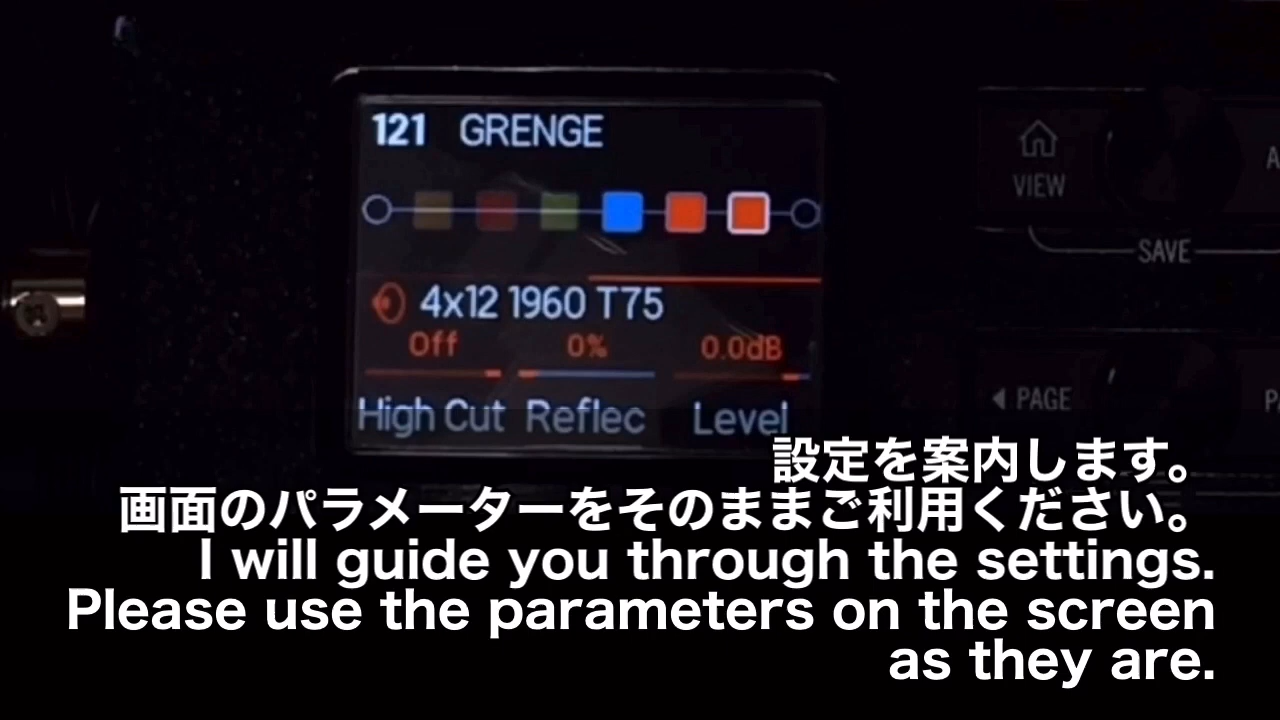 121 GRENGE
VIEW
A
SAVE
4x12 1960 T75
Off 0% 0.0dB
High Cut Reflec Level
PAGE
P
設定を案内します。
画面のパラメーターをそのままご利用ください。
I will guide you through the settings.
Please use the parameters on the screen
as they are.